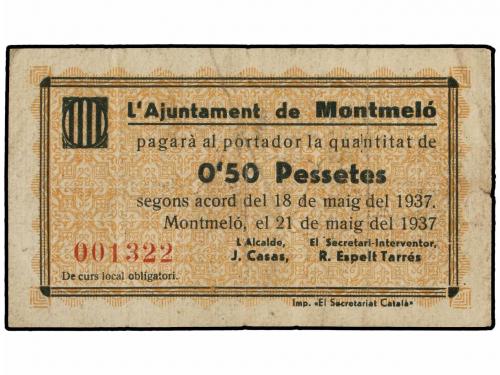 L'Ajuntament de Montmeló
pagarà al portador la quantitat de
0'50 Pessetes
segons acord del 18 de maig del 1937.
Montmeló, el 21 de maig del 1937
L'Alcalde, El Secretari-Interventor,
001322 J. Casas, R. Espelt Tarrés
De curs local obligatori.
Imp. «El Secretariat Català»